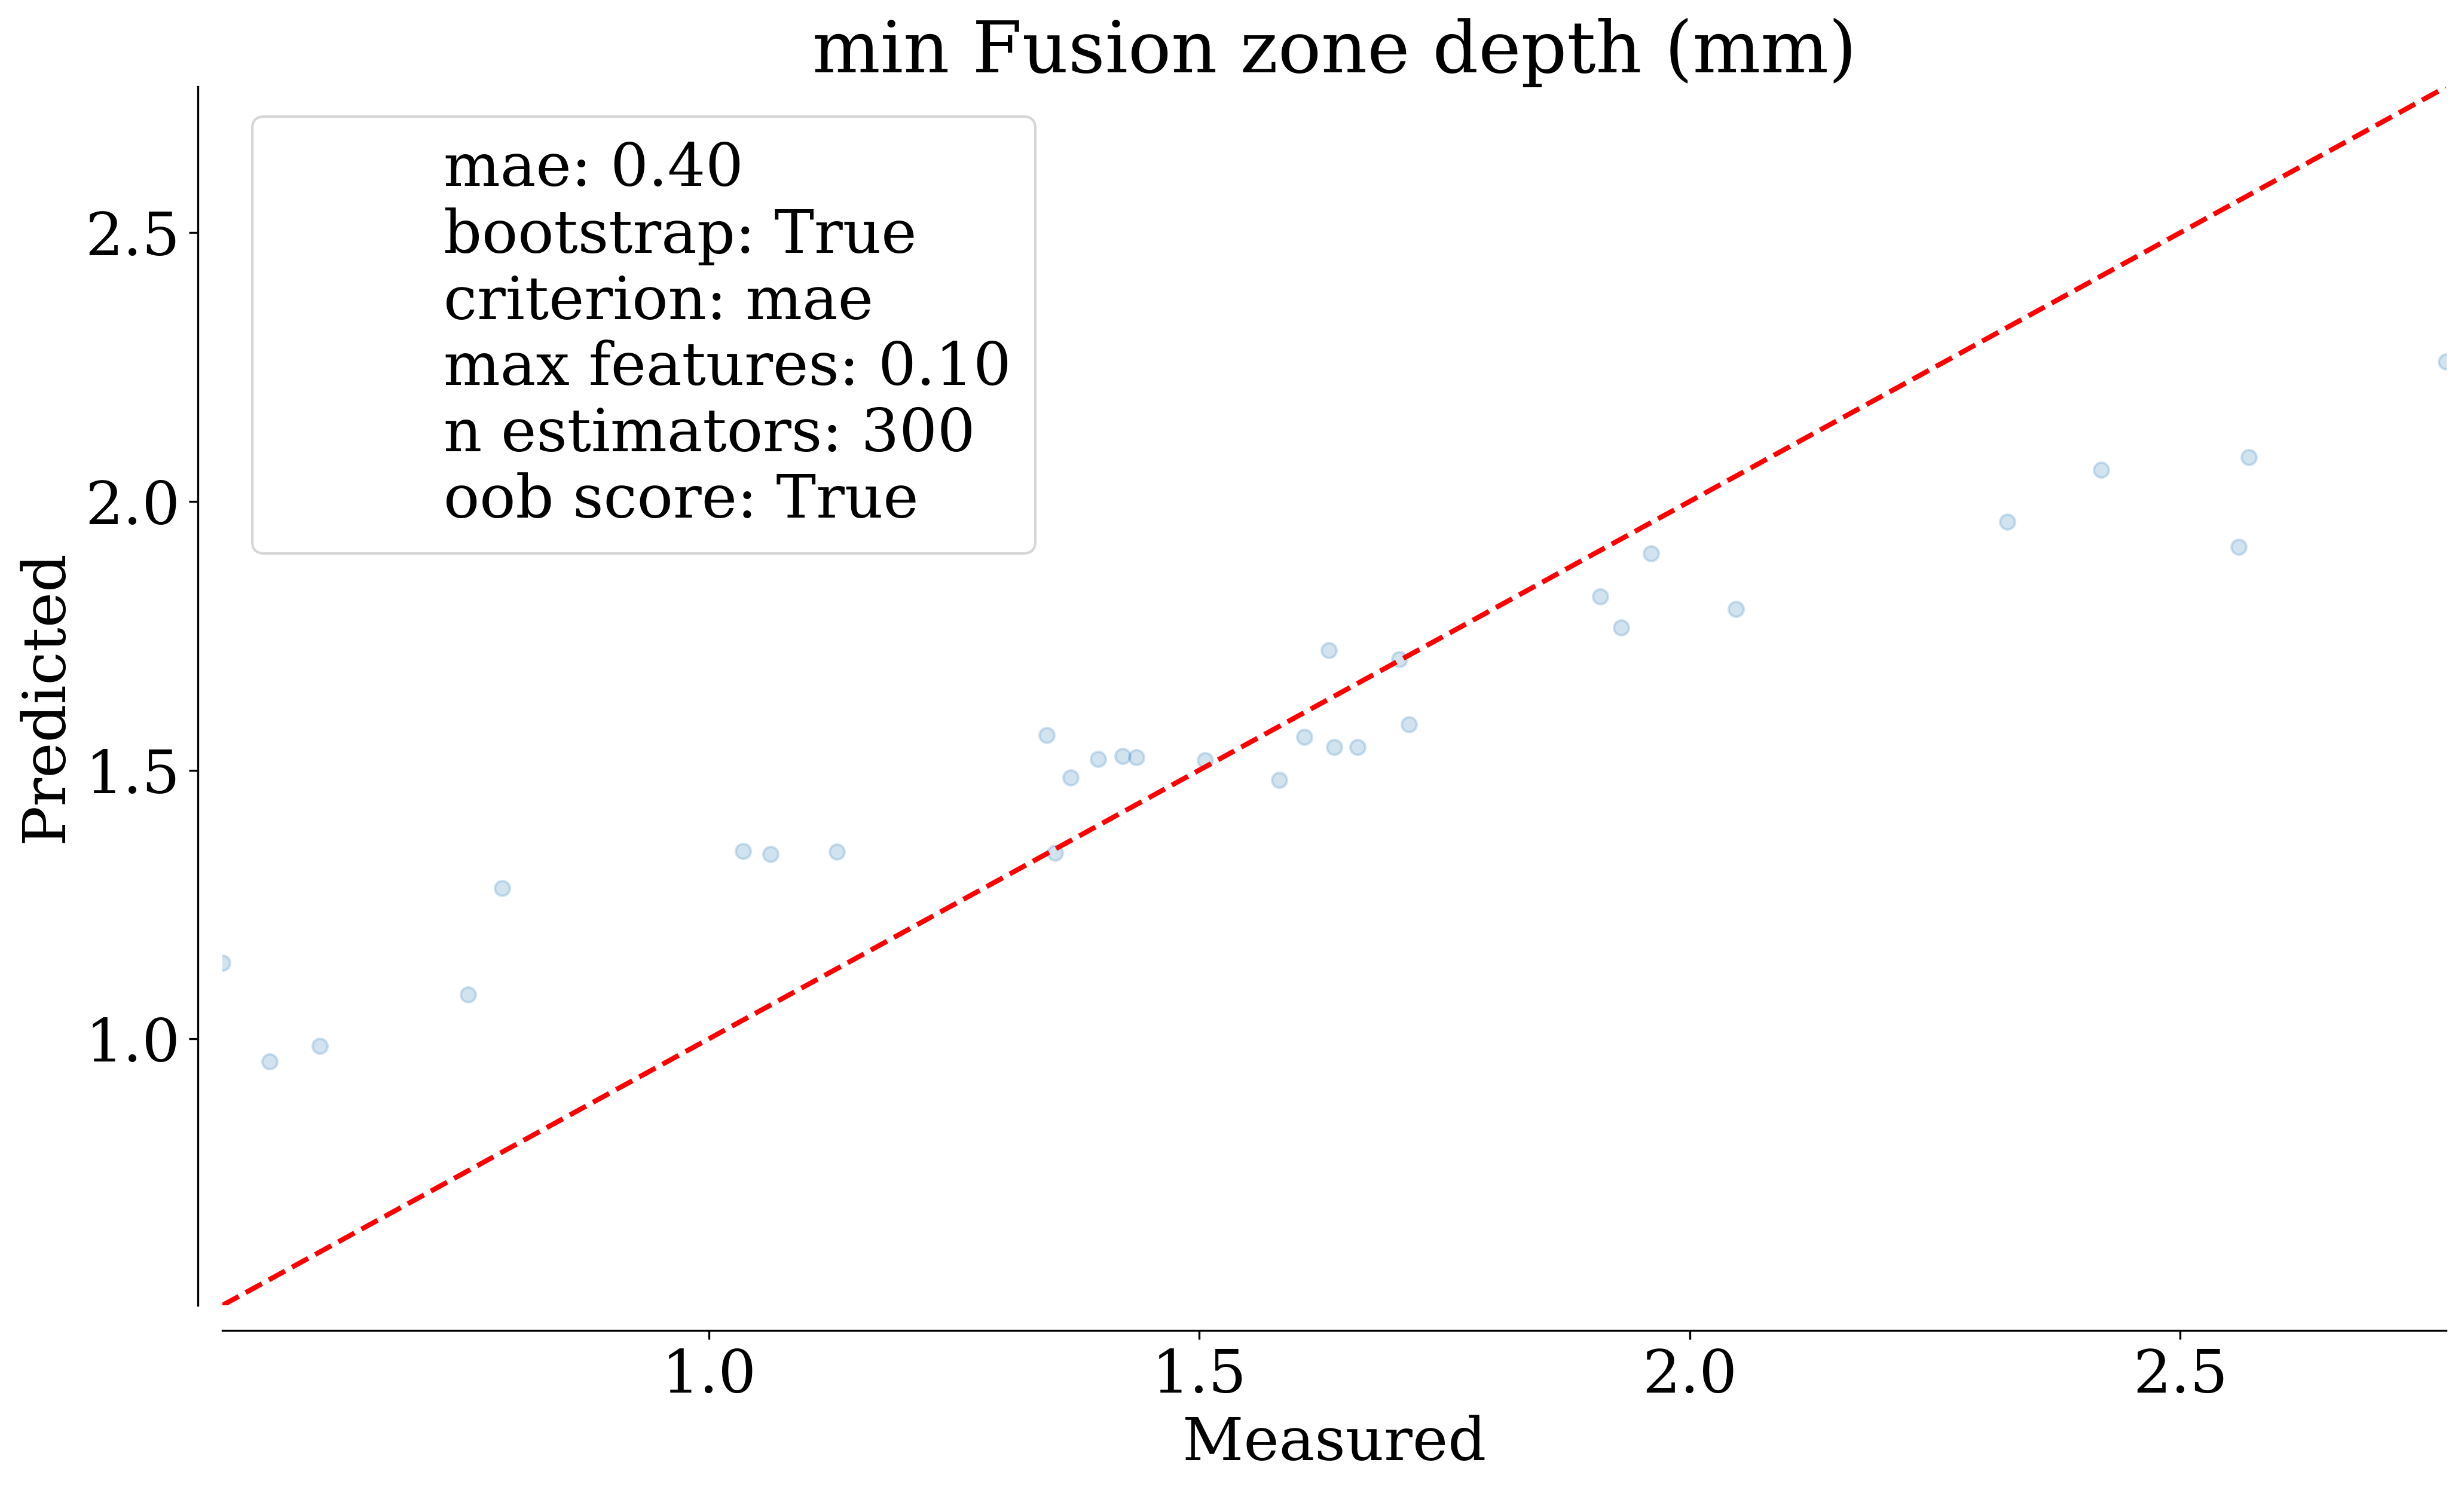 min Fusion zone depth (mm)
mae: 0.40
bootstrap: True
criterion: mae
max features: 0.10
n estimators: 300
oob score: True
Predicted
2.5
2.0
1.5
1.0
1.0
1.5
2.0
2.5
Measured